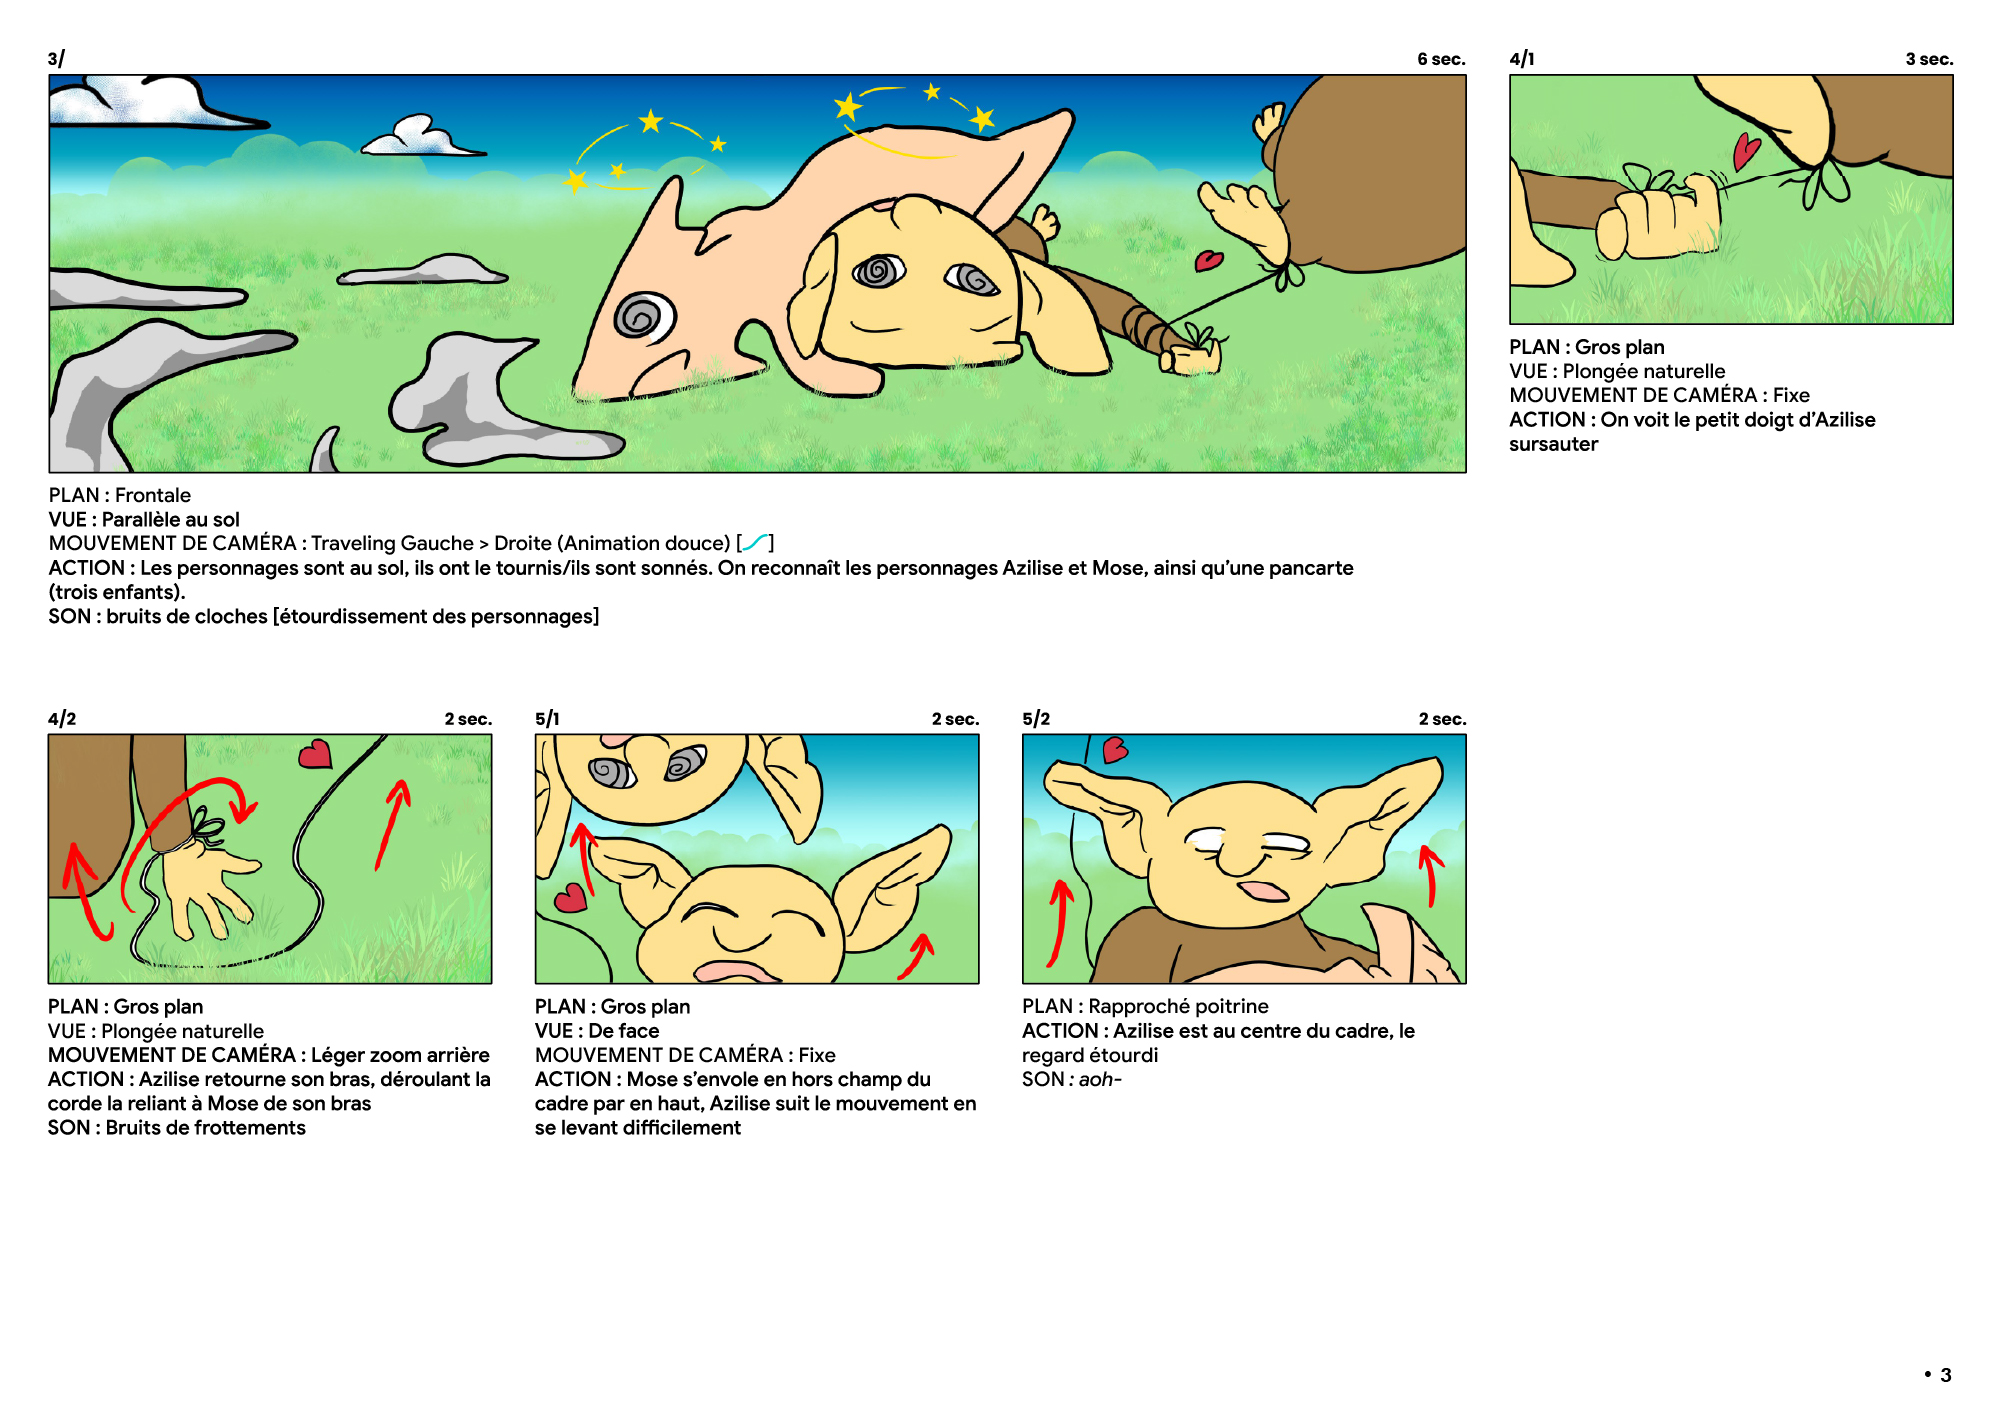 3/ 6 sec.
PLAN : Frontale
VUE : Parallèle au sol
MOUVEMENT DE CAMÉRA : Traveling Gauche > Droite (Animation douce) [ ]
ACTION : Les personnages sont au sol, ils ont le tournis/ils sont sonnés. On reconnaît les personnages Azilise et Mose, ainsi qu’une pancarte
(trois enfants).
SON : bruits de cloches [étourdissement des personnages]
4/1 3 sec.
PLAN : Gros plan
VUE : Plongée naturelle
MOUVEMENT DE CAMÉRA : Fixe
ACTION : On voit le petit doigt d’Azilise
sursauter
4/2 2 sec.
PLAN : Gros plan
VUE : Plongée naturelle
MOUVEMENT DE CAMÉRA : Léger zoom arrière
ACTION : Azilise retourne son bras, déroulant la
corde la reliant à Mose de son bras
SON : Bruits de frottements
5/1 2 sec.
PLAN : Gros plan
VUE : De face
MOUVEMENT DE CAMÉRA : Fixe
ACTION : Mose s’envole en hors champ du
cadre par en haut, Azilise suit le mouvement en
se levant difficilement
5/2 2 sec.
PLAN : Rapproché poitrine
ACTION : Azilise est au centre du cadre, le
regard étourdi
SON : aoh-
• 3